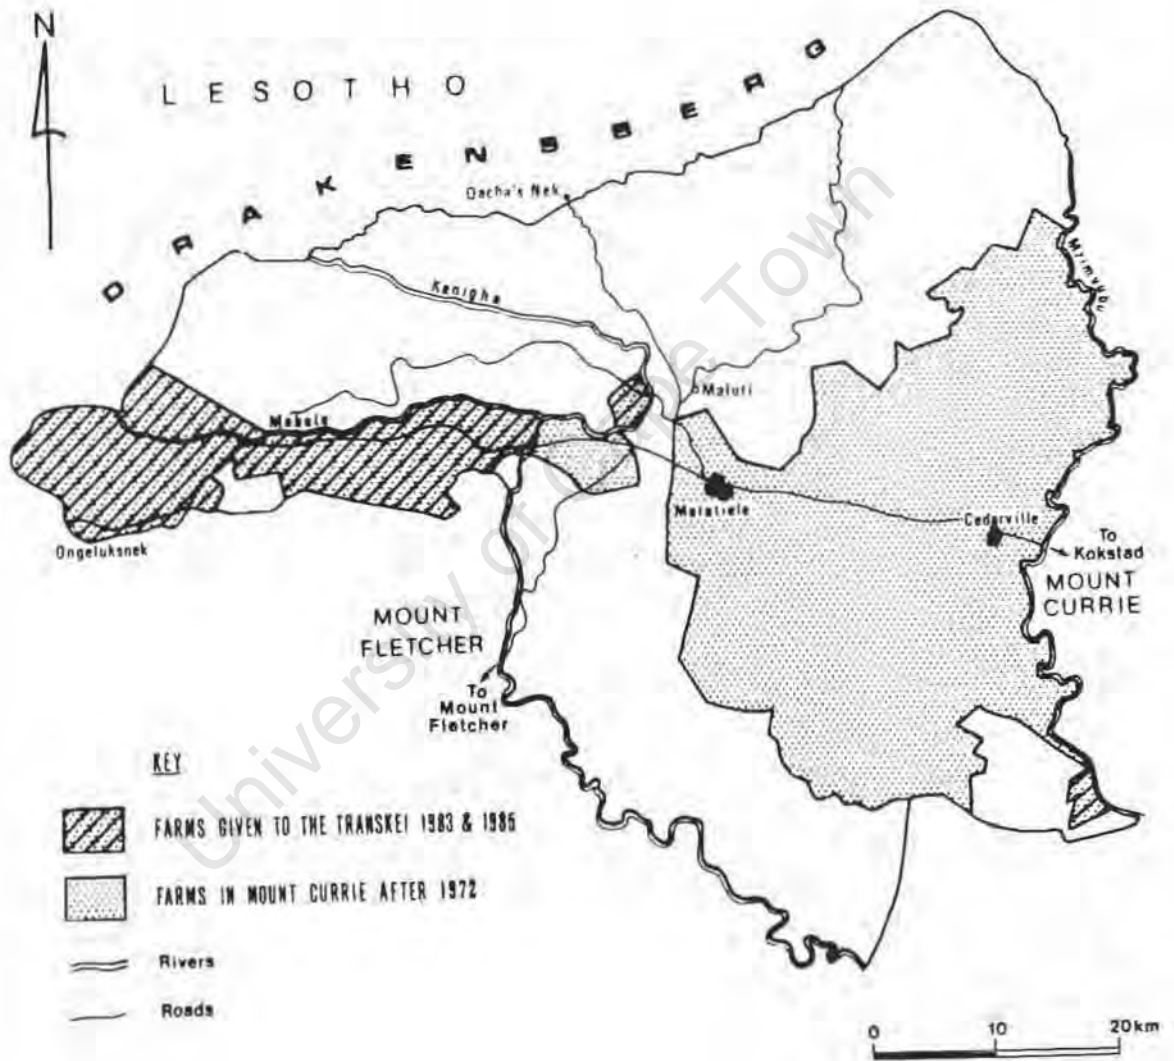 N
LESOTHO
DRAKENSBERG
Qacha's Nek
Mzimvubu
Kenigha
Maluti
Mabele
Matatiele
Cedarville
To
Kokstad
MOUNT
CURRIE
Ongeluksnek
MOUNT
FLETCHER
To
Mount
Fletcher
KEY
FARMS GIVEN TO THE TRANSKEI 1983 & 1985
FARMS IN MOUNT CURRIE AFTER 1972
Rivers
Roads
0 10 20 km
University of Cape Town